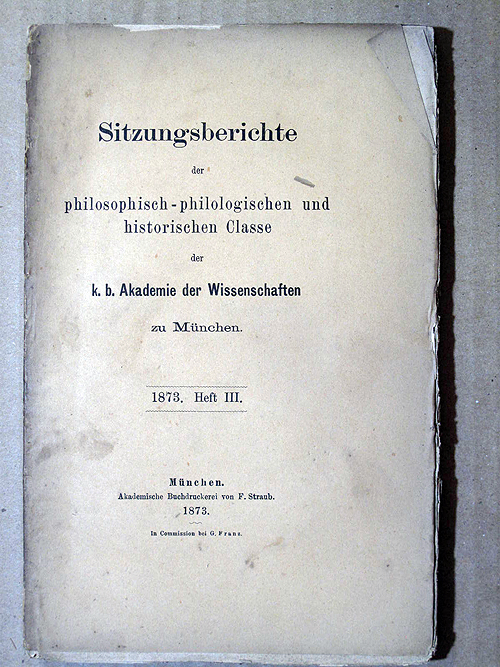 Sitzungsberichte
der
philosophisch-philologischen und
historischen Classe
der
k. b. Akademie der Wissenschaften
zu München.
1873. Heft III.
München.
Akademische Buchdruckerei von F. Straub.
1873.
In Commission bei G. Franz.